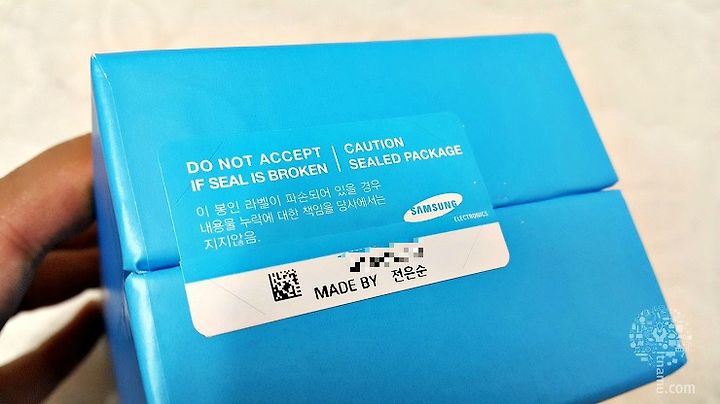 DO NOT ACCEPT
IF SEAL IS BROKEN
CAUTION
SEALED PACKAGE
이 봉인 라벨이 파손되어 있을 경우
내용물 누락에 대한 책임을 당사에서는
지지않음.
SAMSUNG
ELECTRONICS
MADE BY 전은순